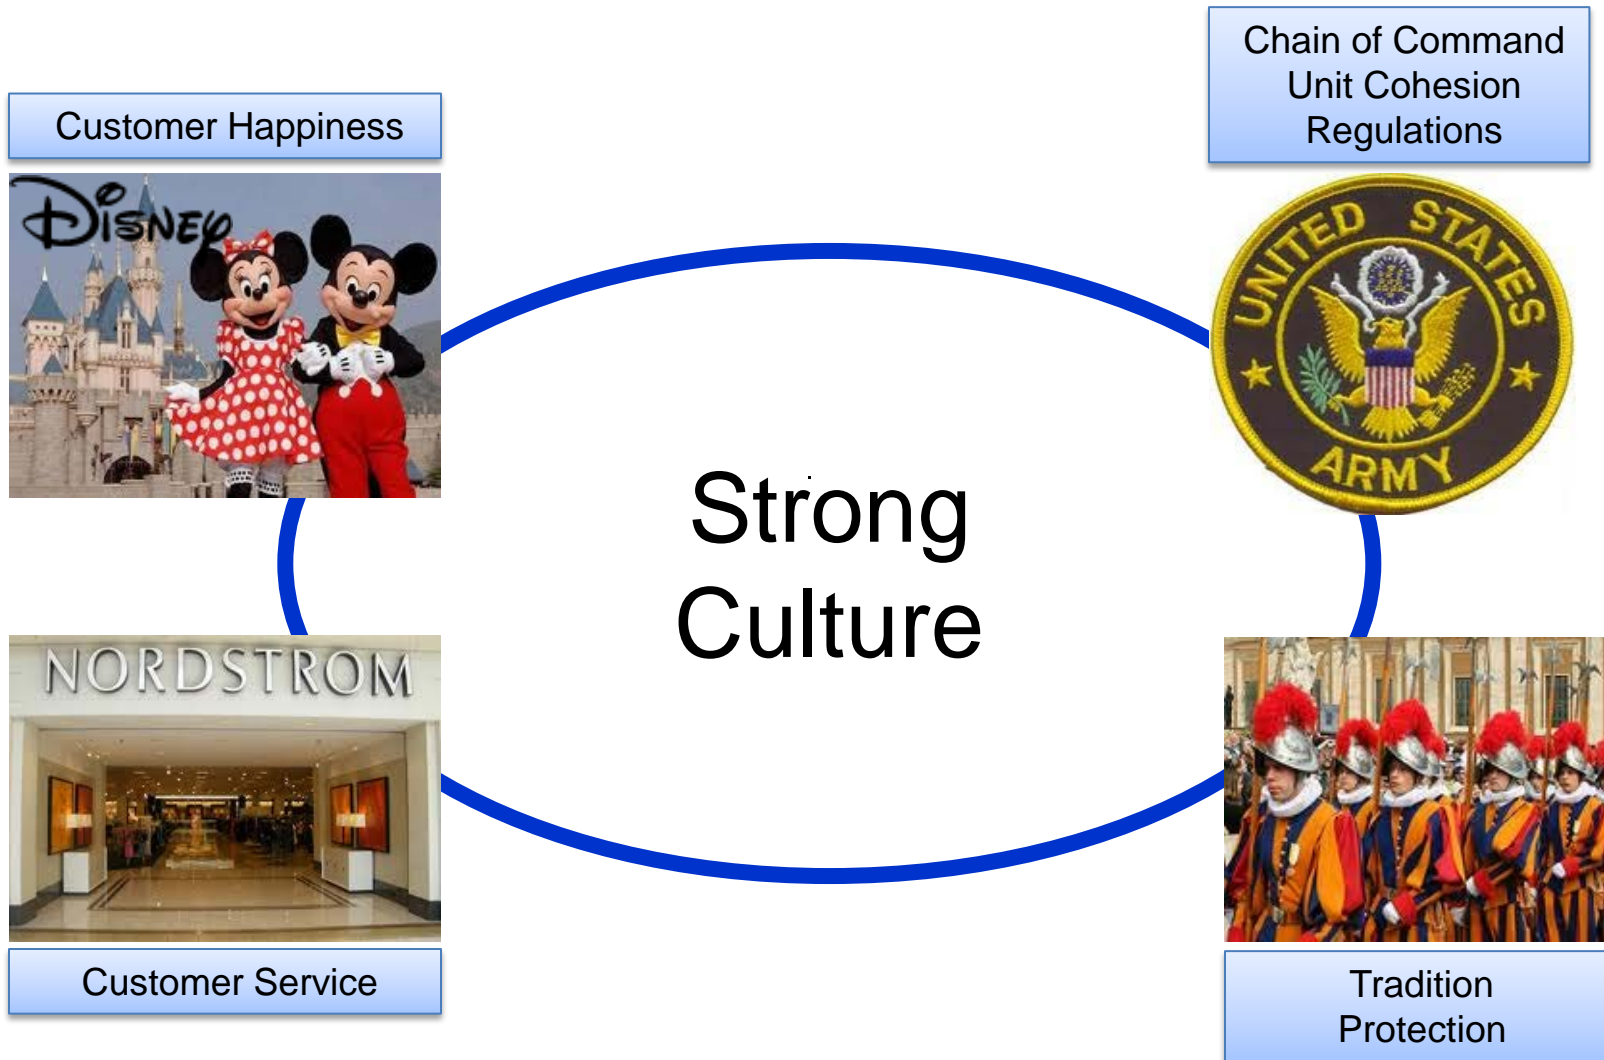 Chain of Command
Unit Cohesion
Regulations
Customer Happiness
Disney
UNITED STATES
ARMY
Strong
Culture
NORDSTROM
Customer Service
Tradition
Protection